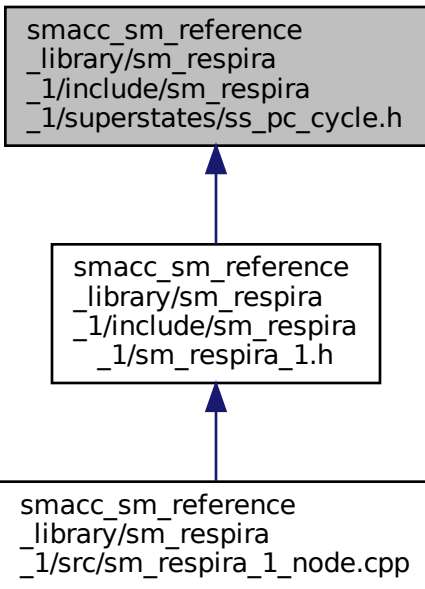 smacc_sm_reference
_library/sm_respira
_1/include/sm_respira
_1/superstates/ss_pc_cycle.h
smacc_sm_reference
_library/sm_respira
_1/include/sm_respira
_1/sm_respira_1.h
smacc_sm_reference
_library/sm_respira
_1/src/sm_respira_1_node.cpp